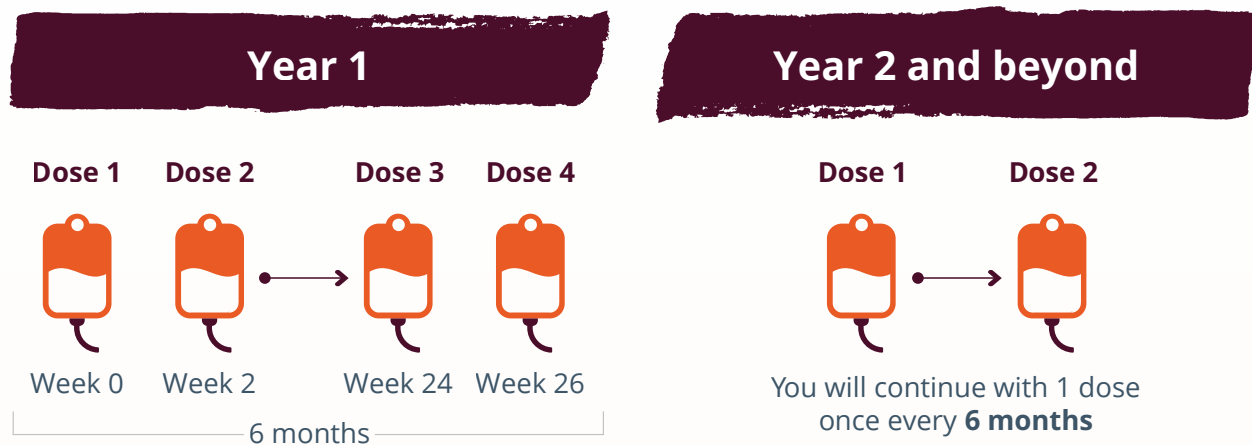 Year 1
Dose 1 Dose 2 Dose 3 Dose 4
Week 0 Week 2 Week 24 Week 26
6 months
Year 2 and beyond
Dose 1 Dose 2
You will continue with 1 dose
once every 6 months